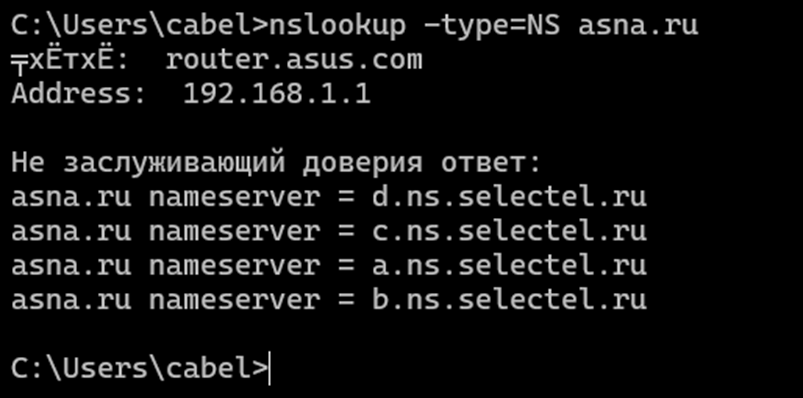 C:\Users\cabel>nslookup -type=NS asna.ru
╤хЁтхЁ:  router.asus.com
Address:  192.168.1.1
Не заслуживающий доверия ответ:
asna.ru nameserver = d.ns.selectel.ru
asna.ru nameserver = c.ns.selectel.ru
asna.ru nameserver = a.ns.selectel.ru
asna.ru nameserver = b.ns.selectel.ru
C:\Users\cabel>